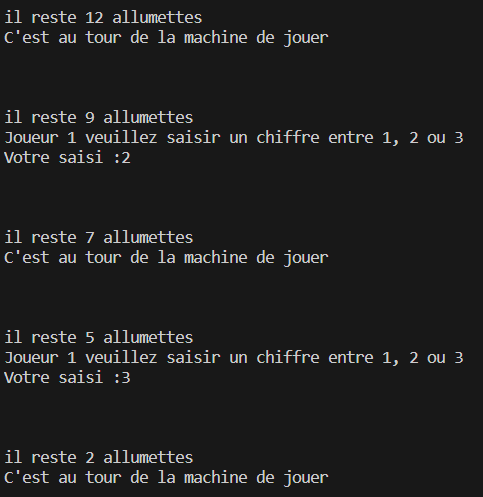 il reste 12 allumettes
C'est au tour de la machine de jouer
il reste 9 allumettes
Joueur 1 veuillez saisir un chiffre entre 1, 2 ou 3
Votre saisi :2
il reste 7 allumettes
C'est au tour de la machine de jouer
il reste 5 allumettes
Joueur 1 veuillez saisir un chiffre entre 1, 2 ou 3
Votre saisi :3
il reste 2 allumettes
C'est au tour de la machine de jouer